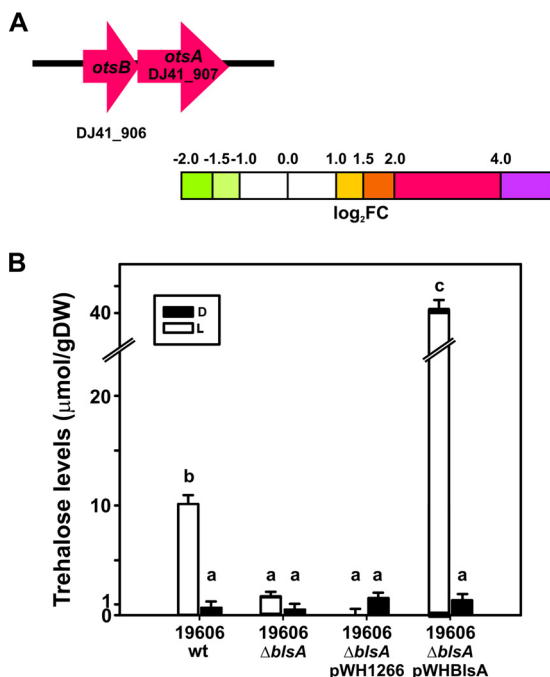 A
otsB
otsA
DJ41_907
DJ41_906
-2.0 -1.5 -1.0 0.0 1.0 1.5 2.0 4.0
log₂FC
B
Trehalose levels (μmol/gDW)
40
20
10
1
0
D
L
b
a
a
a
a
a
c
a
19606
wt
19606
ΔblsA
19606
ΔblsA
pWH1266
19606
ΔblsA
pWHBlsA